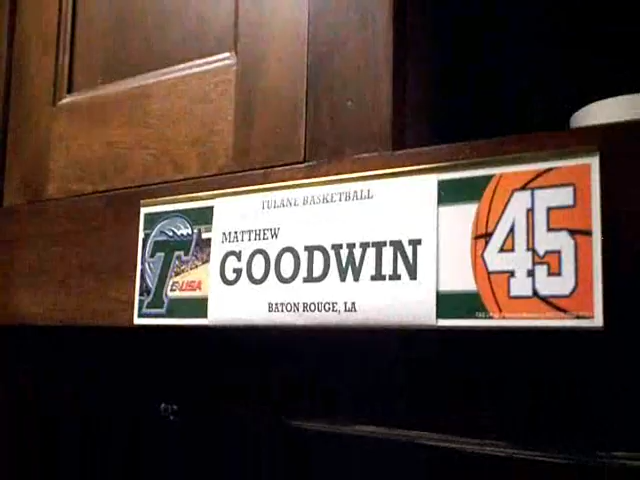 TULANE BASKETBALL
MATTHEW
GOODWIN
BATON ROUGE, LA
T
C-USA
45